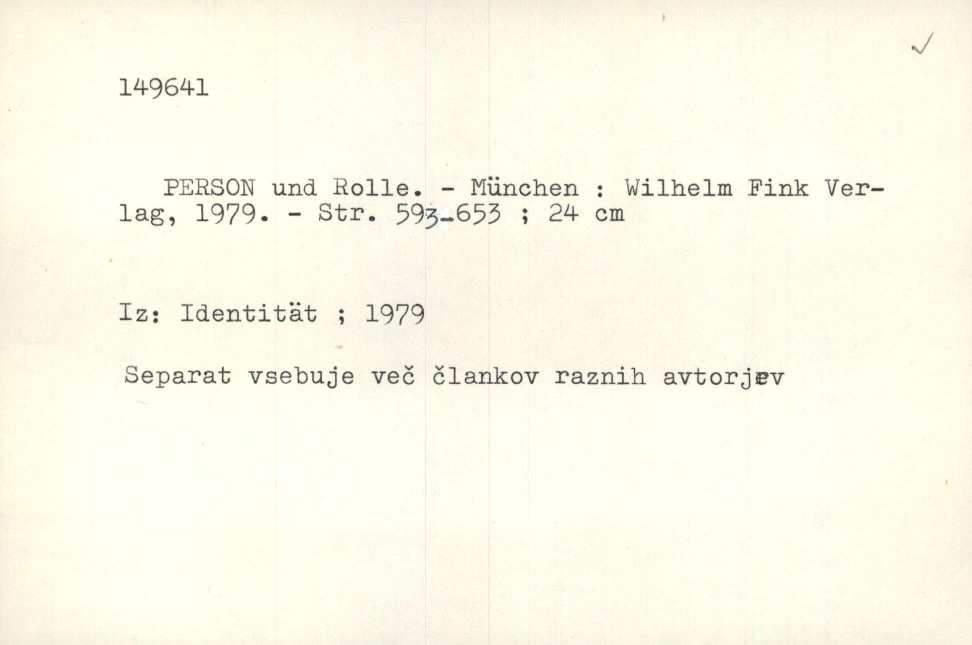 149641
PERSON und Rolle. - München : Wilhelm Fink Ver-
lag, 1979. - Str. 593-653 ; 24 cm
Iz: Identität ; 1979
Separat vsebuje več člankov raznih avtorjev